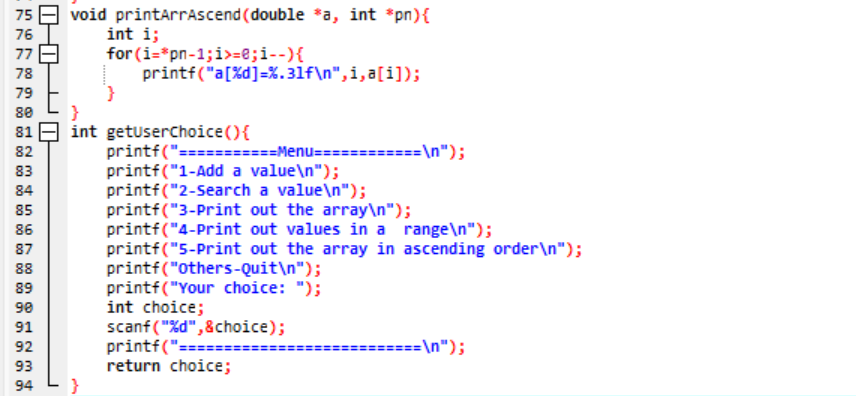 75 void printArrAscend(double *a, int *pn){
76 int i;
77 for(i=*pn-1;i>=0;i--){
78 printf("a[%d]=%.3lf\n",i,a[i]);
79 }
80 }
81 int getUserChoice(){
82 printf("===========Menu============\n");
83 printf("1-Add a value\n");
84 printf("2-Search a value\n");
85 printf("3-Print out the array\n");
86 printf("4-Print out values in a  range\n");
87 printf("5-Print out the array in ascending order\n");
88 printf("Others-Quit\n");
89 printf("Your choice: ");
90 int choice;
91 scanf("%d",&choice);
92 printf("===========================\n");
93 return choice;
94 }